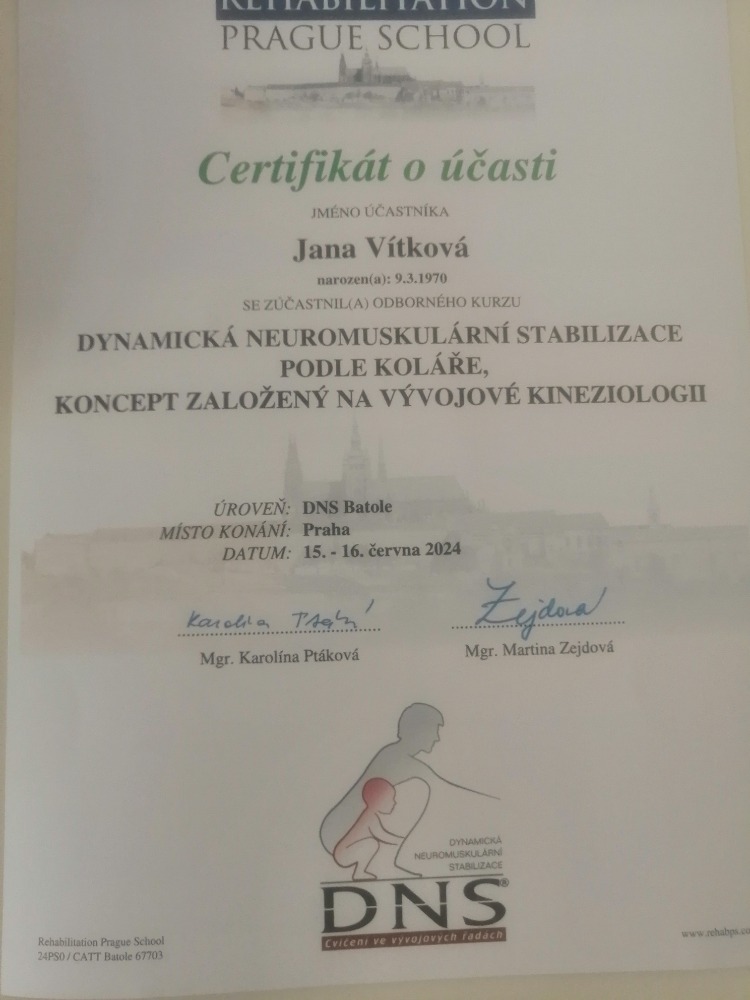 REHABILITATION
PRAGUE SCHOOL
Certifikát o účasti
JMÉNO ÚČASTNÍKA
Jana Vítková
narozen(a): 9.3.1970
SE ZÚČASTNIL(A) ODBORNÉHO KURZU
DYNAMICKÁ NEUROMUSKULÁRNÍ STABILIZACE
PODLE KOLÁŘE,
KONCEPT ZALOŽENÝ NA VÝVOJOVÉ KINEZIOLOGII
ÚROVEŇ: DNS Batole
MÍSTO KONÁNÍ: Praha
DATUM: 15. - 16. června 2024
Karolína Ptáková Zejdová
Mgr. Karolína Ptáková Mgr. Martina Zejdová
DYNAMICKÁ
NEUROMUSKULÁRNÍ
STABILIZACE
DNS®
Cvičení ve vývojových řadách
Rehabilitation Prague School
24PS0 / CATT Batole 67703
www.rehabps.co